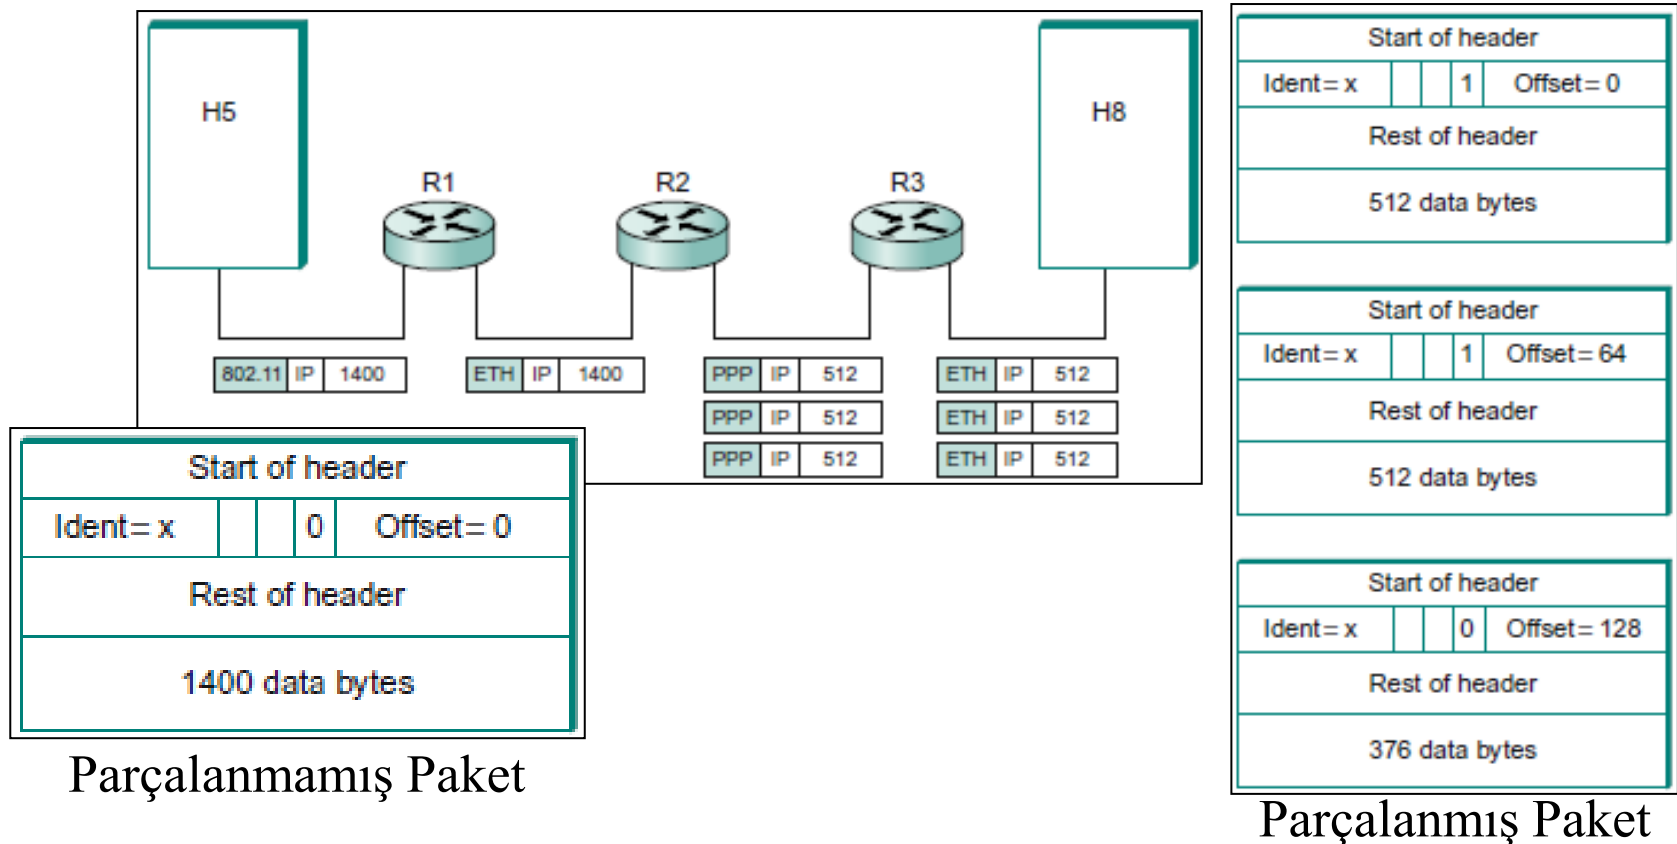 H5
H8
R1
R2
R3
802.11 IP 1400
ETH IP 1400
PPP IP 512
ETH IP 512
PPP IP 512
ETH IP 512
PPP IP 512
ETH IP 512
Start of header
Ident= x 0 Offset= 0
Rest of header
1400 data bytes
Parçalanmamış Paket
Start of header
Ident= x 1 Offset= 0
Rest of header
512 data bytes
Start of header
Ident= x 1 Offset= 64
Rest of header
512 data bytes
Start of header
Ident= x 0 Offset= 128
Rest of header
376 data bytes
Parçalanmış Paket